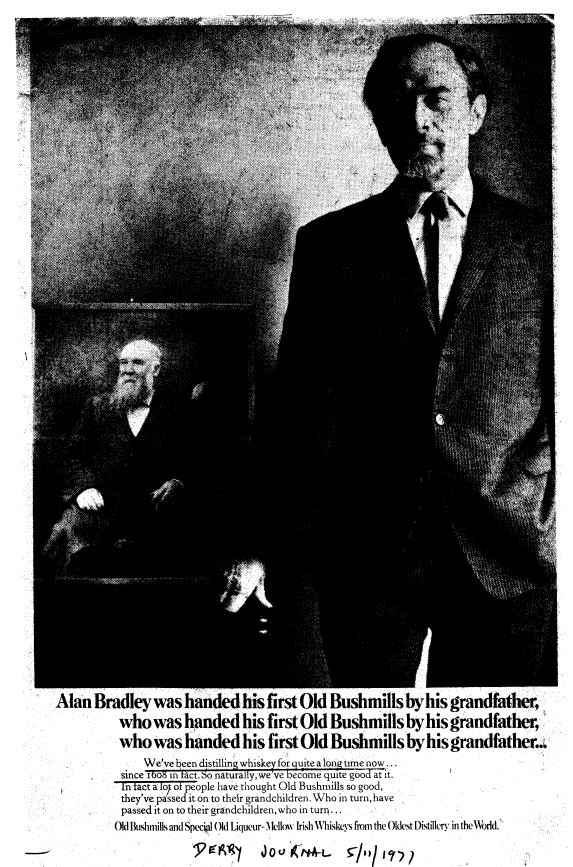 Alan Bradley was handed his first Old Bushmills by his grandfather,
who was handed his first Old Bushmills by his grandfather,
who was handed his first Old Bushmills by his grandfather...
We've been distilling whiskey for quite a long time now...
since 1608 in fact. So naturally, we've become quite good at it.
In fact a lot of people have thought Old Bushmills so good,
they've passed it on to their grandchildren. Who in turn, have
passed it on to their grandchildren, who in turn...
Old Bushmills and Special Old Liqueur-Mellow Irish Whiskeys from the Oldest Distillery in the World.
DERRY JOURNAL 5/11/1977